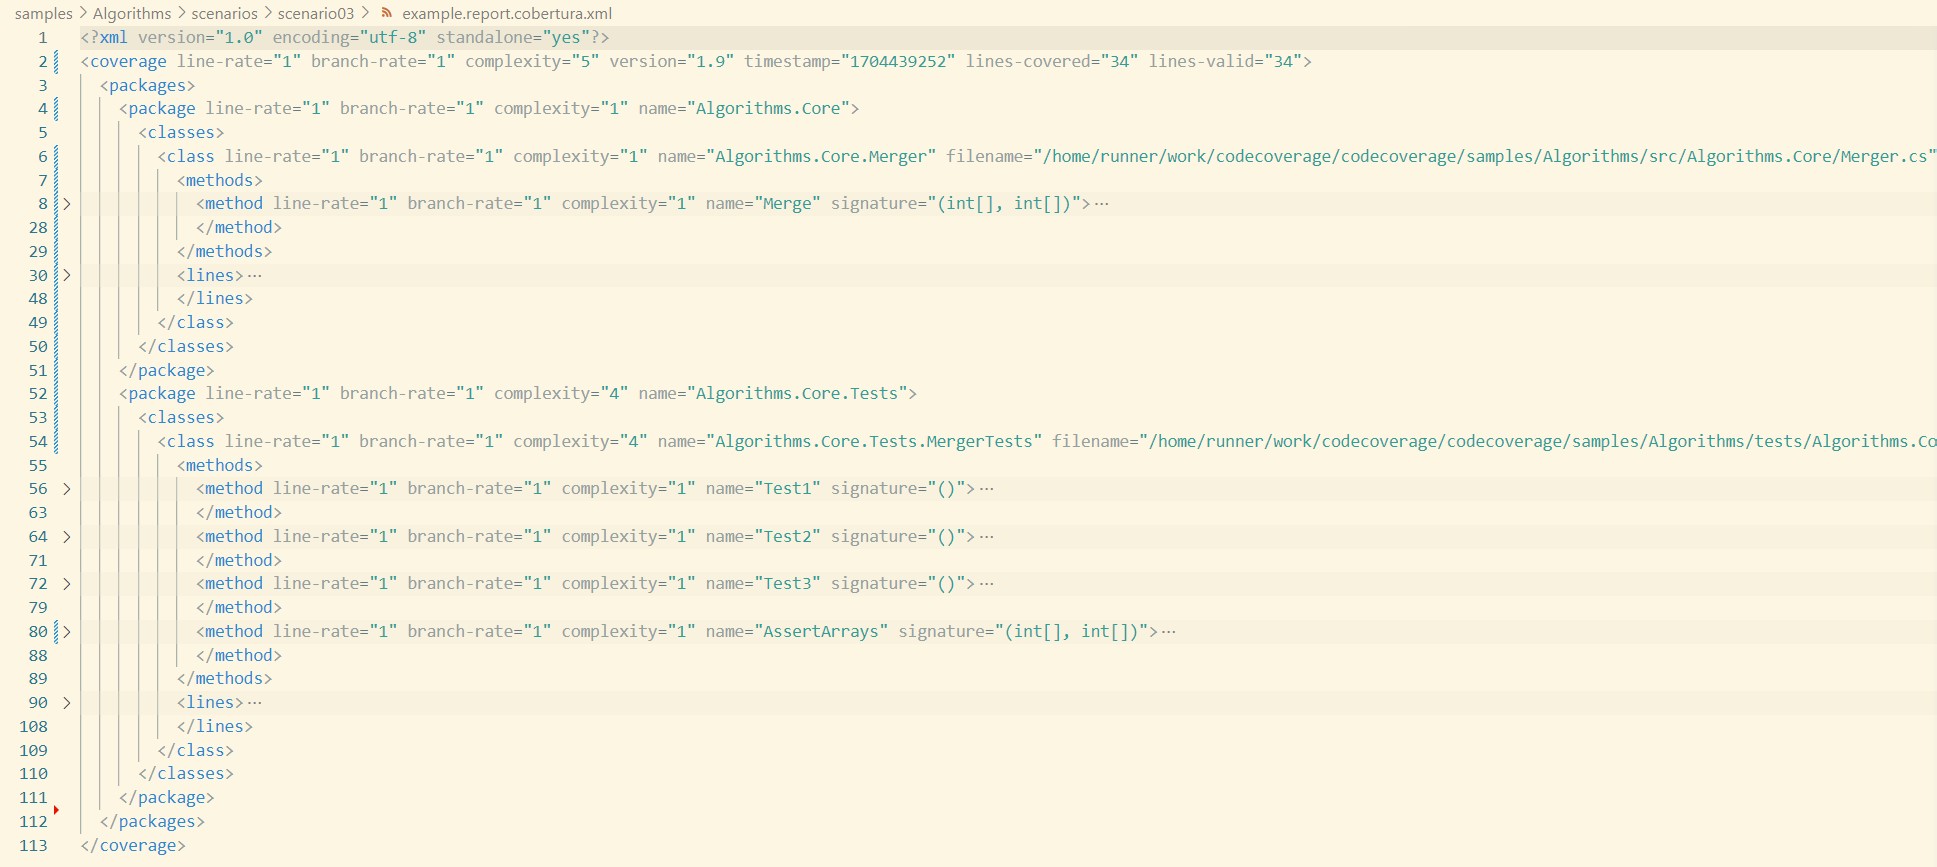 samples > Algorithms > scenarios > scenario03 > example.report.cobertura.xml
1 <?xml version="1.0" encoding="utf-8" standalone="yes"?>
2 <coverage line-rate="1" branch-rate="1" complexity="5" version="1.9" timestamp="1704439252" lines-covered="34" lines-valid="34">
3 <packages>
4 <package line-rate="1" branch-rate="1" complexity="1" name="Algorithms.Core">
5 <classes>
6 <class line-rate="1" branch-rate="1" complexity="1" name="Algorithms.Core.Merger" filename="/home/runner/work/codecoverage/codecoverage/samples/Algorithms/src/Algorithms.Core/Merger.cs"
7 <methods>
8 > <method line-rate="1" branch-rate="1" complexity="1" name="Merge" signature="(int[], int[])">···
28 </method>
29 </methods>
30 > <lines>···
48 </lines>
49 </class>
50 </classes>
51 </package>
52 <package line-rate="1" branch-rate="1" complexity="4" name="Algorithms.Core.Tests">
53 <classes>
54 <class line-rate="1" branch-rate="1" complexity="4" name="Algorithms.Core.Tests.MergerTests" filename="/home/runner/work/codecoverage/codecoverage/samples/Algorithms/tests/Algorithms.Co
55 <methods>
56 > <method line-rate="1" branch-rate="1" complexity="1" name="Test1" signature="()">···
63 </method>
64 > <method line-rate="1" branch-rate="1" complexity="1" name="Test2" signature="()">···
71 </method>
72 > <method line-rate="1" branch-rate="1" complexity="1" name="Test3" signature="()">···
79 </method>
80 > <method line-rate="1" branch-rate="1" complexity="1" name="AssertArrays" signature="(int[], int[])">···
88 </method>
89 </methods>
90 > <lines>···
108 </lines>
109 </class>
110 </classes>
111 </package>
112 </packages>
113 </coverage>